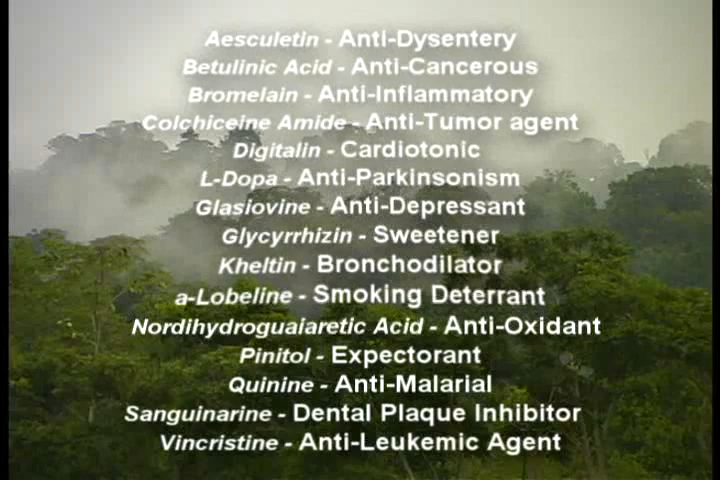 Aesculetin - Anti-Dysentery
Betulinic Acid - Anti-Cancerous
Bromelain - Anti-Inflammatory
Colchiceine Amide - Anti-Tumor agent
Digitalin - Cardiotonic
L-Dopa - Anti-Parkinsonism
Glasiovine - Anti-Depressant
Glycyrrhizin - Sweetener
Kheltin - Bronchodilator
a-Lobeline - Smoking Deterrant
Nordihydroguaiaretic Acid - Anti-Oxidant
Pinitol - Expectorant
Quinine - Anti-Malarial
Sanguinarine - Dental Plaque Inhibitor
Vincristine - Anti-Leukemic Agent